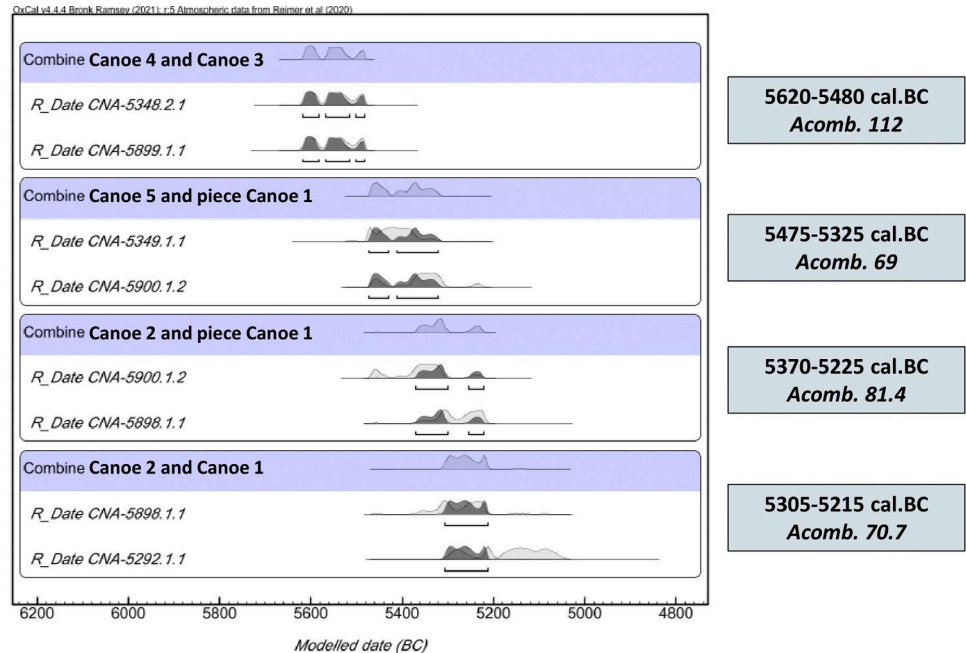 OxCal v4.4.4 Bronk Ramsey (2021); r:5 Atmospheric data from Reimer et al (2020)
Combine Canoe 4 and Canoe 3
R_Date CNA-5348.2.1
R_Date CNA-5899.1.1
5620-5480 cal.BC
Acomb. 112
Combine Canoe 5 and piece Canoe 1
R_Date CNA-5349.1.1
R_Date CNA-5900.1.2
5475-5325 cal.BC
Acomb. 69
Combine Canoe 2 and piece Canoe 1
R_Date CNA-5900.1.2
R_Date CNA-5898.1.1
5370-5225 cal.BC
Acomb. 81.4
Combine Canoe 2 and Canoe 1
R_Date CNA-5898.1.1
R_Date CNA-5292.1.1
5305-5215 cal.BC
Acomb. 70.7
6200 6000 5800 5600 5400 5200 5000 4800
Modelled date (BC)